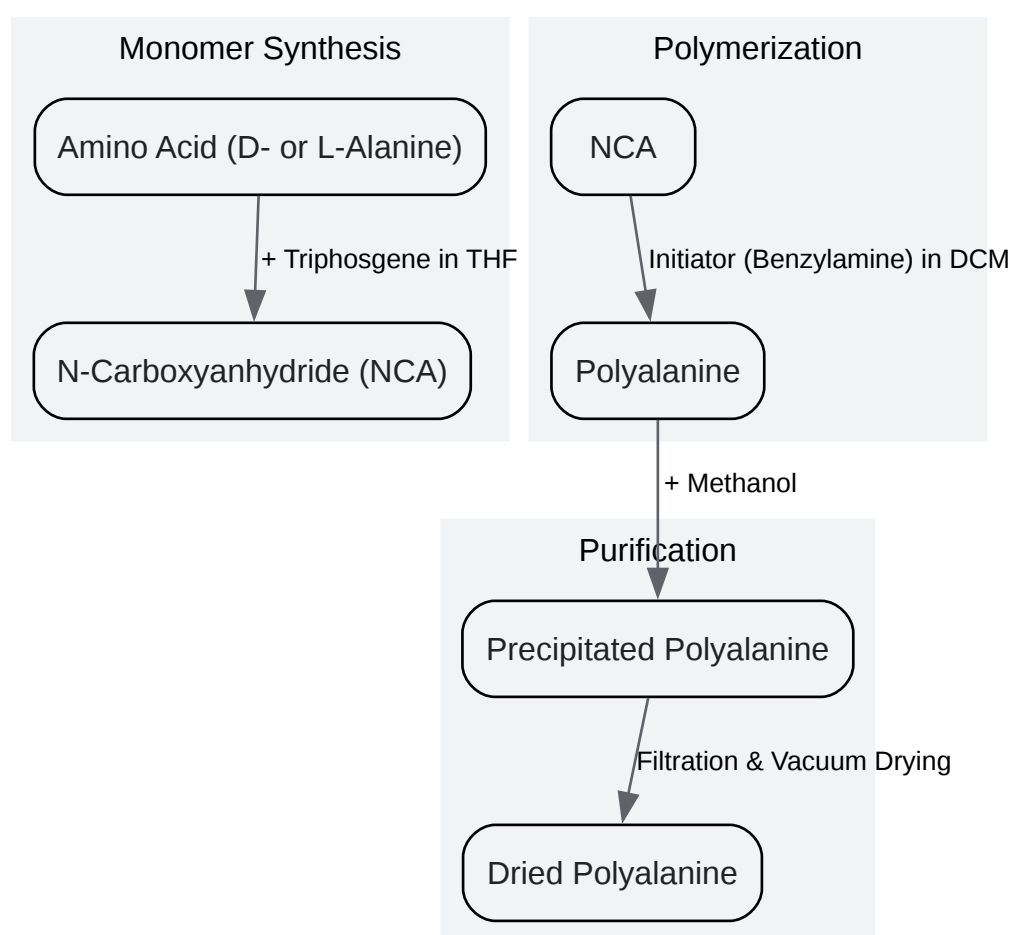 Monomer Synthesis
Amino Acid (D- or L-Alanine)
+ Triphosgene in THF
N-Carboxyanhydride (NCA)
Polymerization
NCA
Initiator (Benzylamine) in DCM
Polyalanine
+ Methanol
Purification
Precipitated Polyalanine
Filtration & Vacuum Drying
Dried Polyalanine